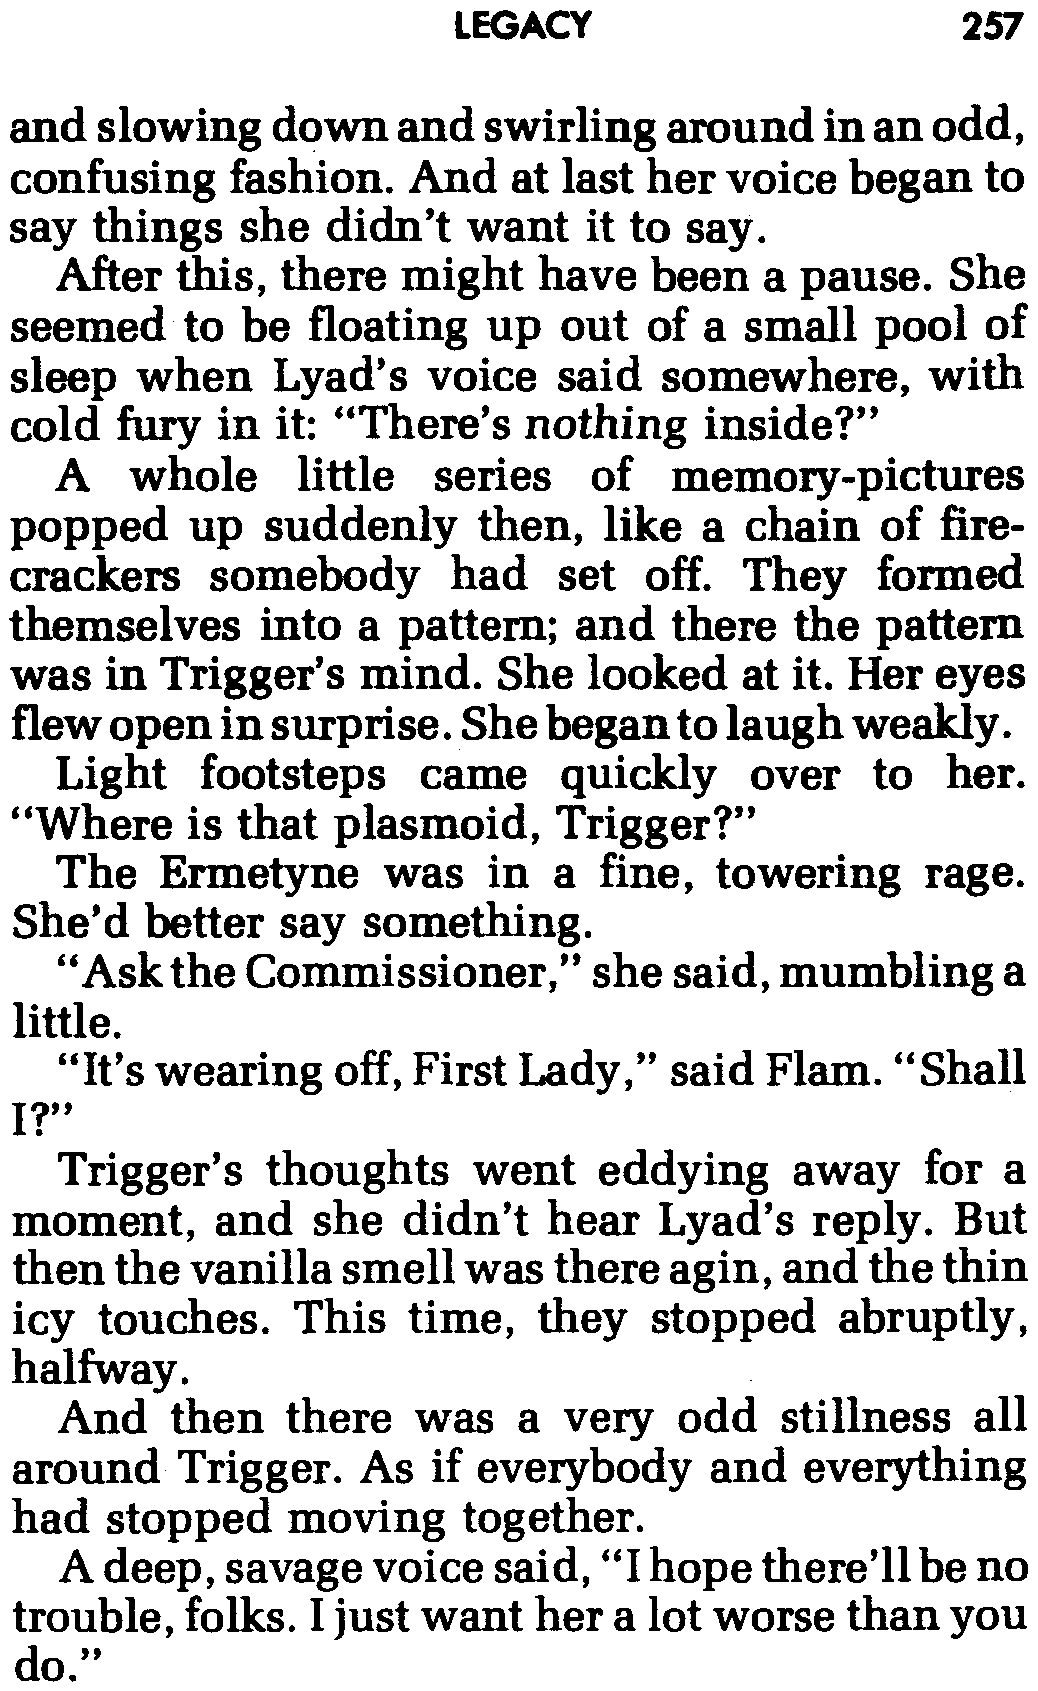 LEGACY 257
and slowing down and swirling around in an odd,
confusing fashion. And at last her voice began to
say things she didn't want it to say.
After this, there might have been a pause. She
seemed to be floating up out of a small pool of
sleep when Lyad's voice said somewhere, with
cold fury in it: "There's nothing inside?"
A whole little series of memory-pictures
popped up suddenly then, like a chain of fire-
crackers somebody had set off. They formed
themselves into a pattern; and there the pattern
was in Trigger's mind. She looked at it. Her eyes
flew open in surprise. She began to laugh weakly.
Light footsteps came quickly over to her.
"Where is that plasmoid, Trigger?"
The Ermetyne was in a fine, towering rage.
She'd better say something.
"Ask the Commissioner," she said, mumbling a
little.
"It's wearing off, First Lady," said Flam. "Shall
I?"
Trigger's thoughts went eddying away for a
moment, and she didn't hear Lyad's reply. But
then the vanilla smell was there agin, and the thin
icy touches. This time, they stopped abruptly,
halfway.
And then there was a very odd stillness all
around Trigger. As if everybody and everything
had stopped moving together.
A deep, savage voice said, "I hope there'll be no
trouble, folks. I just want her a lot worse than you
do."